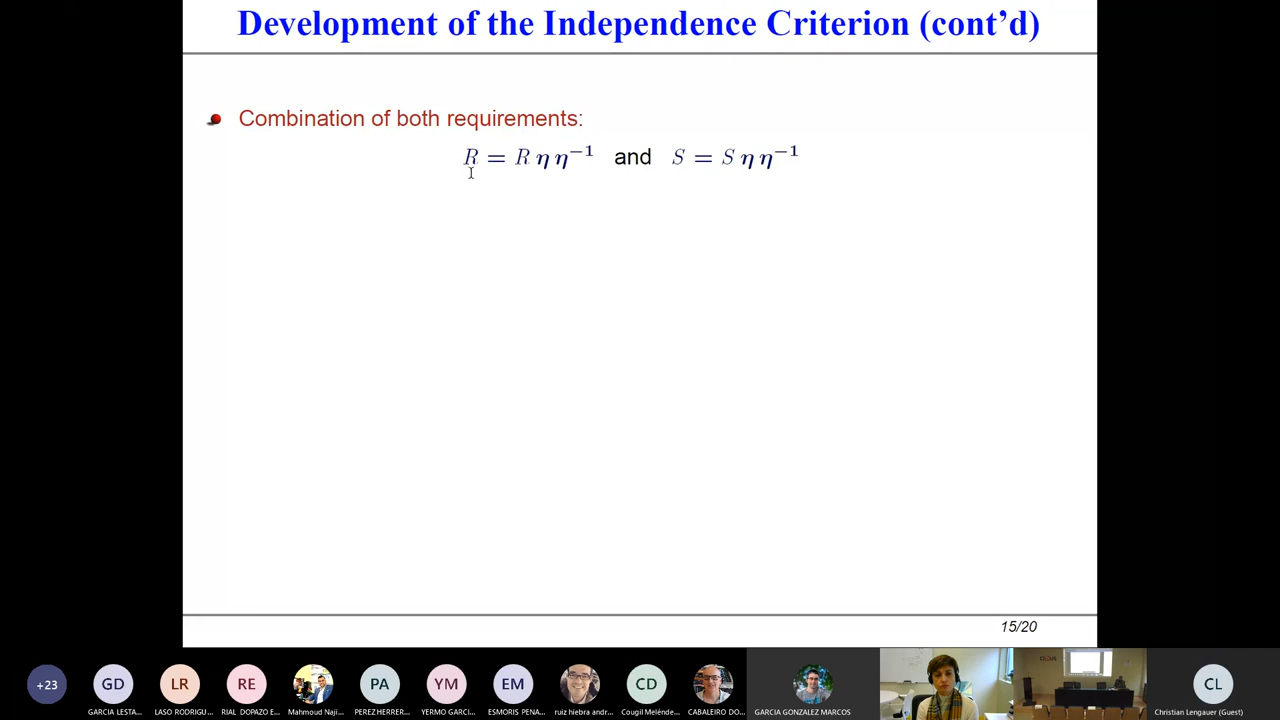 Development of the Independence Criterion (cont’d)
Combination of both requirements:
R = R η η⁻¹ and S = S η η⁻¹
15/20
+23
GD
LR
RE
PA
YM
EM
CD
CL
GARCIA LESTA...
LASO RODRIGU...
RIAL DOPAZO E...
Mahmoud Naji...
PEREZ HERRER...
YERMO GARCI...
ESMORIS PENA...
ruiz hiebra andr...
Cougil Melénde...
CABALEIRO DO...
GARCIA GONZALEZ MARCOS
Christian Lengauer (Guest)